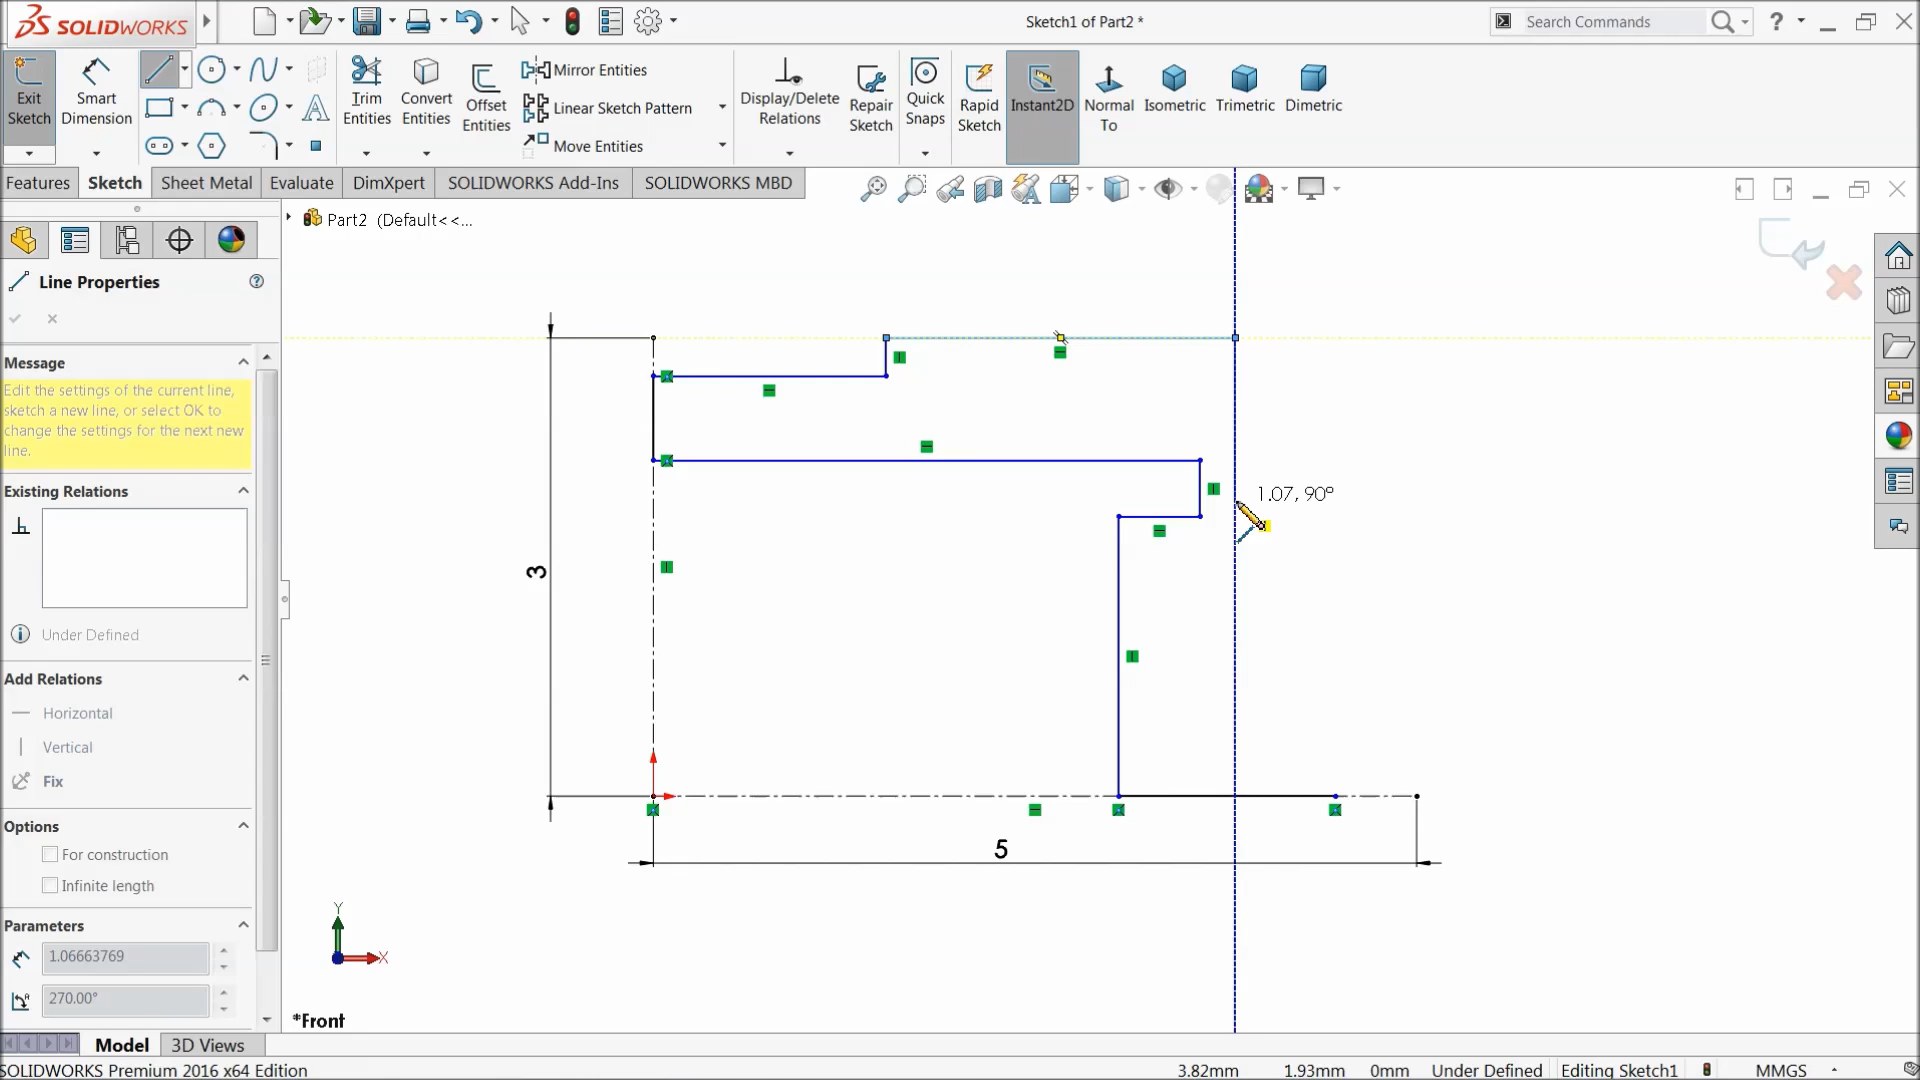 SOLIDWORKS
Sketch1 of Part2 *
Search Commands
?
Exit Sketch
Smart Dimension
Trim Entities
Convert Entities
Offset Entities
Mirror Entities
Linear Sketch Pattern
Move Entities
Display/Delete Relations
Repair Sketch
Quick Snaps
Rapid Sketch
Instant2D
Normal To
Isometric
Trimetric
Dimetric
Features
Sketch
Sheet Metal
Evaluate
DimXpert
SOLIDWORKS Add-Ins
SOLIDWORKS MBD
Part2 (Default<<...
Line Properties
Message
Edit the settings of the current line,
sketch a new line, or select OK to
change the settings for the next new
line.
Existing Relations
Under Defined
Add Relations
Horizontal
Vertical
Fix
Options
For construction
Infinite length
Parameters
1.06663769
270.00°
3
5
1.07, 90°
Y
X
*Front
Model
3D Views
SOLIDWORKS Premium 2016 x64 Edition
3.82mm
1.93mm
0mm
Under Defined
Editing Sketch1
MMGS